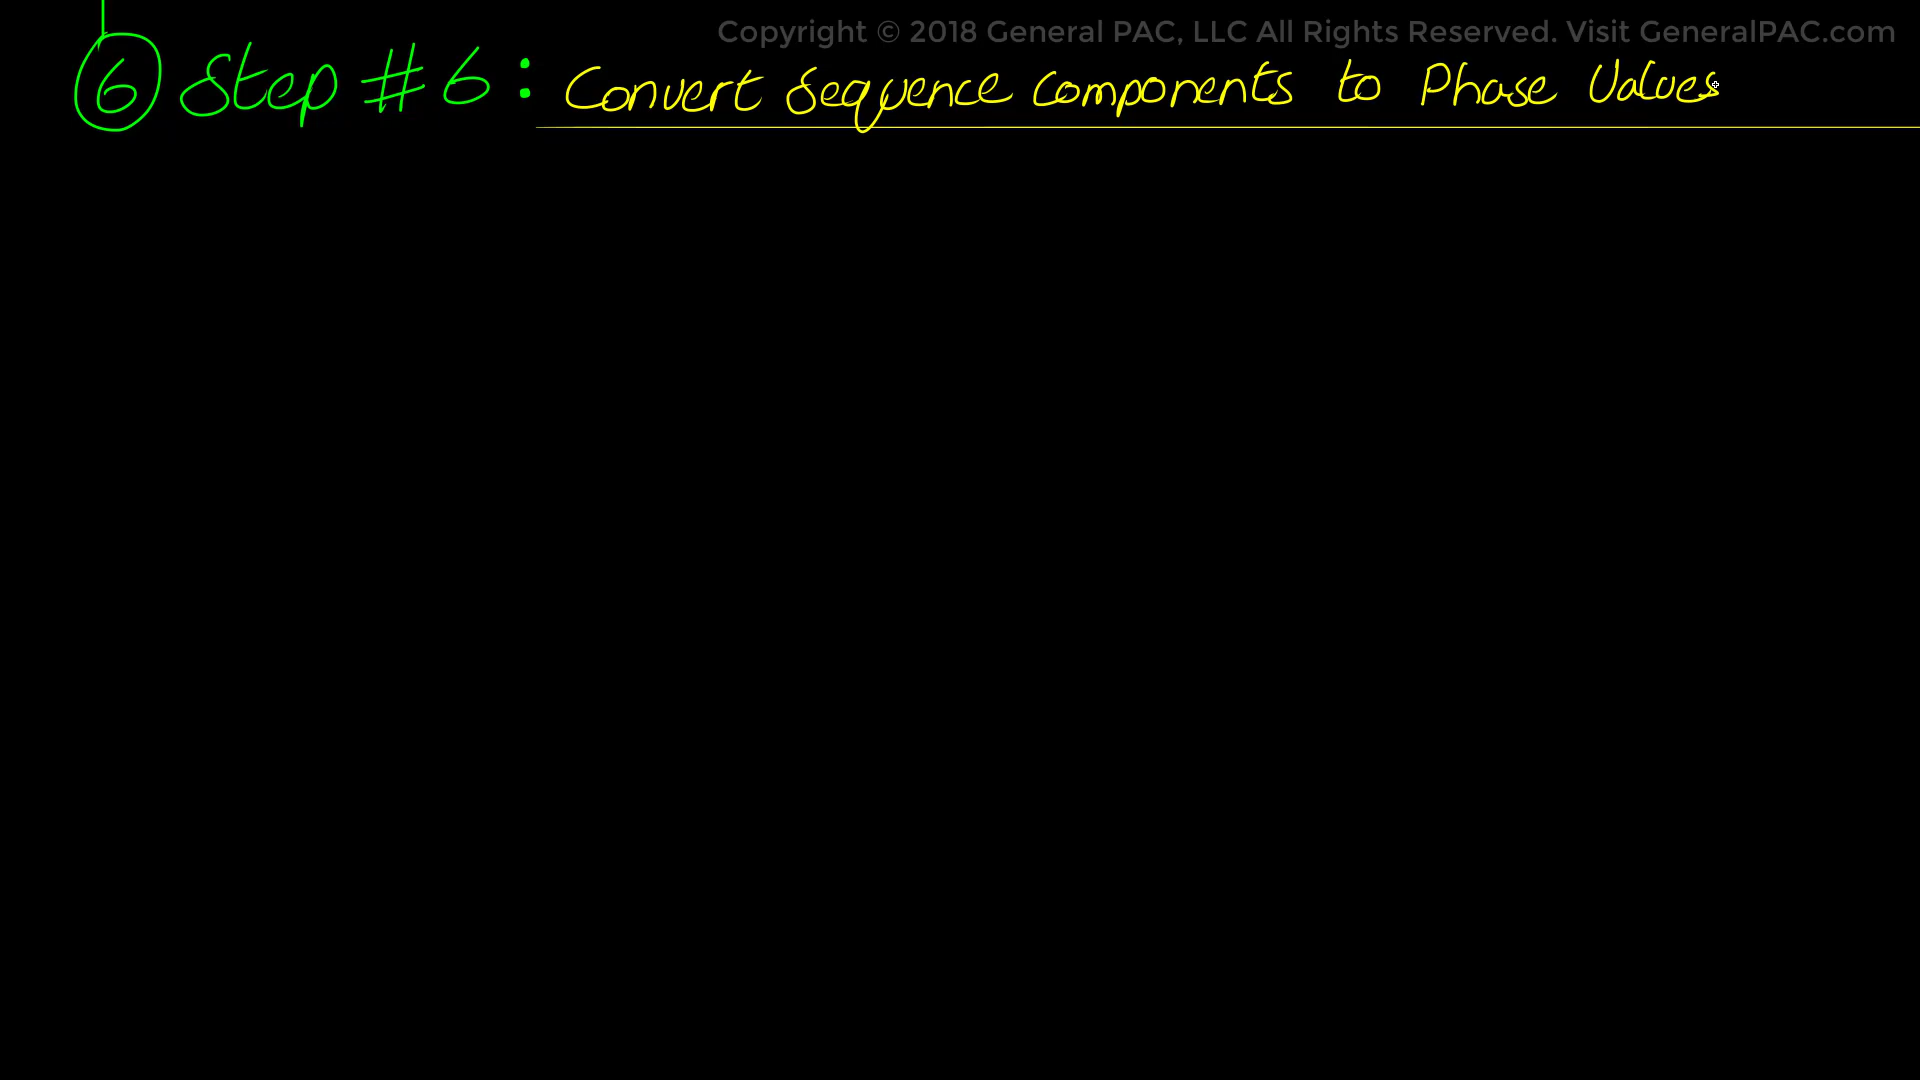 Copyright © 2018 General PAC, LLC All Rights Reserved. Visit GeneralPAC.com
6 Step #6: Convert Sequence Components to Phase Values